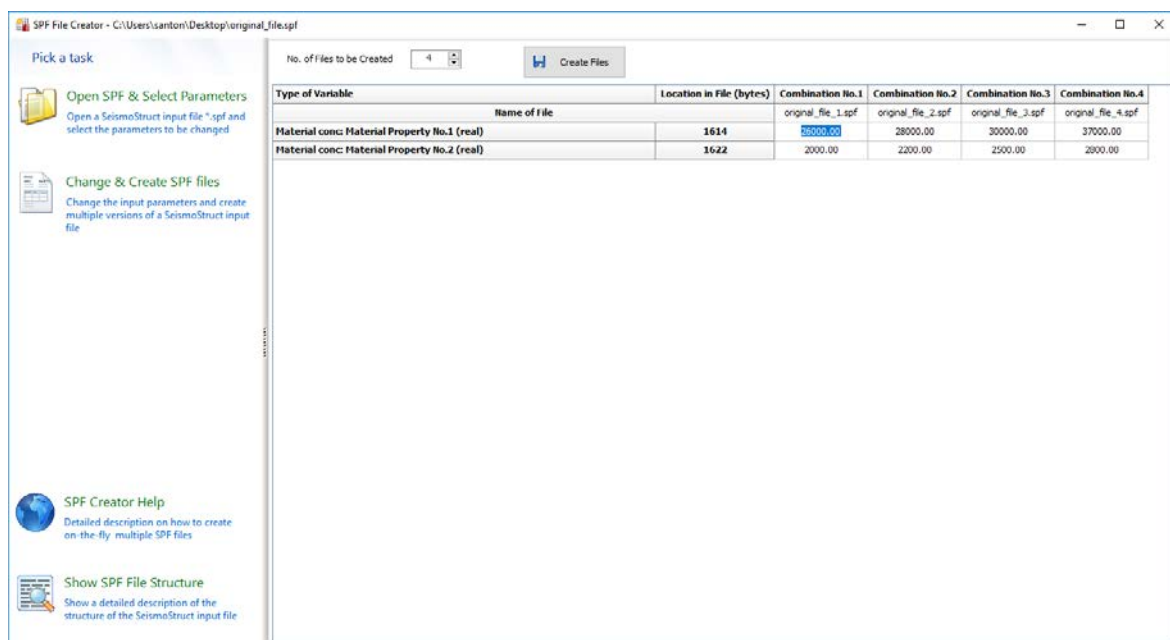 SPF File Creator - C:\Users\santon\Desktop\original_file.spf
Pick a task
No. of Files to be Created 4 Create Files
Open SPF & Select Parameters
Open a SeismoStruct input file *.spf and
select the parameters to be changed
Change & Create SPF files
Change the input parameters and create
multiple versions of a SeismoStruct input
file
Type of Variable Location in File (bytes) Combination No.1 Combination No.2 Combination No.3 Combination No.4
Name of File original_file_1.spf original_file_2.spf original_file_3.spf original_file_4.spf
Material conc: Material Property No.1 (real) 1614 26000.00 28000.00 30000.00 37000.00
Material conc: Material Property No.2 (real) 1622 2000.00 2200.00 2500.00 2800.00
SPF Creator Help
Detailed description on how to create
on-the-fly multiple SPF files
Show SPF File Structure
Show a detailed description of the
structure of the SeismoStruct input file